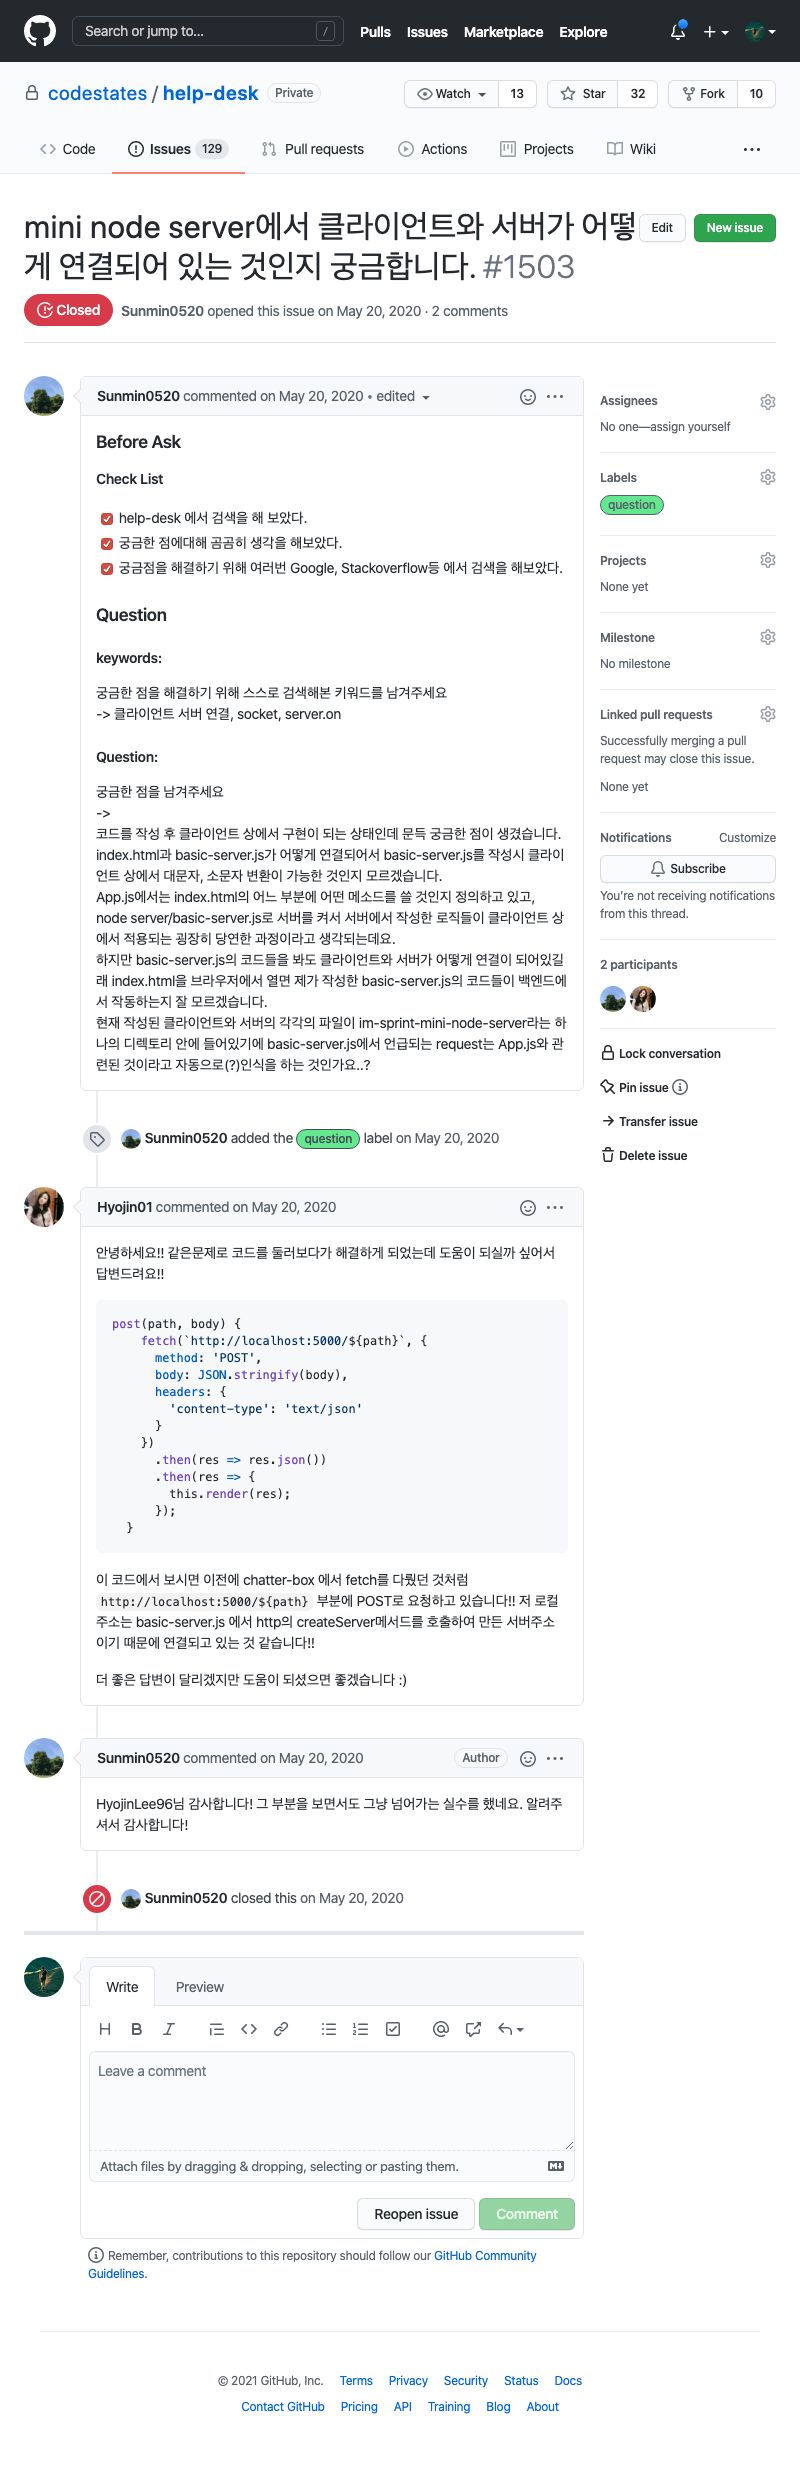 Search or jump to... /
Pulls Issues Marketplace Explore
codestates / help-desk Private
Watch 13 Star 32 Fork 10
Code Issues 129 Pull requests Actions Projects Wiki ...
mini node server에서 클라이언트와 서버가 어떻
게 연결되어 있는 것인지 궁금합니다. #1503
Edit New issue
Closed Sunmin0520 opened this issue on May 20, 2020 · 2 comments
Sunmin0520 commented on May 20, 2020 • edited
Before Ask
Check List
help-desk 에서 검색을 해 보았다.
궁금한 점에대해 곰곰히 생각을 해보았다.
궁금점을 해결하기 위해 여러번 Google, Stackoverflow등 에서 검색을 해보았다.
Question
keywords:
궁금한 점을 해결하기 위해 스스로 검색해본 키워드를 남겨주세요
-> 클라이언트 서버 연결, socket, server.on
Question:
궁금한 점을 남겨주세요
->
코드를 작성 후 클라이언트 상에서 구현이 되는 상태인데 문득 궁금한 점이 생겼습니다.
index.html과 basic-server.js가 어떻게 연결되어서 basic-server.js를 작성시 클라이
언트 상에서 대문자, 소문자 변환이 가능한 것인지 모르겠습니다.
App.js에서는 index.html의 어느 부분에 어떤 메소드를 쓸 것인지 정의하고 있고,
node server/basic-server.js로 서버를 켜서 서버에서 작성한 로직들이 클라이언트 상
에서 적용되는 굉장히 당연한 과정이라고 생각되는데요.
하지만 basic-server.js의 코드들을 봐도 클라이언트와 서버가 어떻게 연결이 되어있길
래 index.html을 브라우저에서 열면 제가 작성한 basic-server.js의 코드들이 백엔드에
서 작동하는지 잘 모르겠습니다.
현재 작성된 클라이언트와 서버의 각각의 파일이 im-sprint-mini-node-server라는 하
나의 디렉토리 안에 들어있기에 basic-server.js에서 언급되는 request는 App.js와 관
련된 것이라고 자동으로(?)인식을 하는 것인가요..?
Sunmin0520 added the question label on May 20, 2020
Hyojin01 commented on May 20, 2020
안녕하세요!! 같은문제로 코드를 둘러보다가 해결하게 되었는데 도움이 되실까 싶어서
답변드려요!!
post(path, body) {
fetch(`http://localhost:5000/${path}`, {
method: 'POST',
body: JSON.stringify(body),
headers: {
'content-type': 'text/json'
}
})
.then(res => res.json())
.then(res => {
this.render(res);
});
}
이 코드에서 보시면 이전에 chatter-box 에서 fetch를 다뤘던 것처럼
http://localhost:5000/${path} 부분에 POST로 요청하고 있습니다!! 저 로컬
주소는 basic-server.js 에서 http의 createServer메서드를 호출하여 만든 서버주소
이기 때문에 연결되고 있는 것 같습니다!!
더 좋은 답변이 달리겠지만 도움이 되셨으면 좋겠습니다 :)
Sunmin0520 commented on May 20, 2020 Author
HyojinLee96님 감사합니다! 그 부분을 보면서도 그냥 넘어가는 실수를 했네요. 알려주
셔서 감사합니다!
Sunmin0520 closed this on May 20, 2020
Write Preview
Leave a comment
Attach files by dragging & dropping, selecting or pasting them.
Reopen issue Comment
Remember, contributions to this repository should follow our GitHub Community
Guidelines.
Assignees
No one—assign yourself
Labels
question
Projects
None yet
Milestone
No milestone
Linked pull requests
Successfully merging a pull
request may close this issue.
None yet
Notifications Customize
Subscribe
You're not receiving notifications
from this thread.
2 participants
Lock conversation
Pin issue
Transfer issue
Delete issue
© 2021 GitHub, Inc. Terms Privacy Security Status Docs
Contact GitHub Pricing API Training Blog About